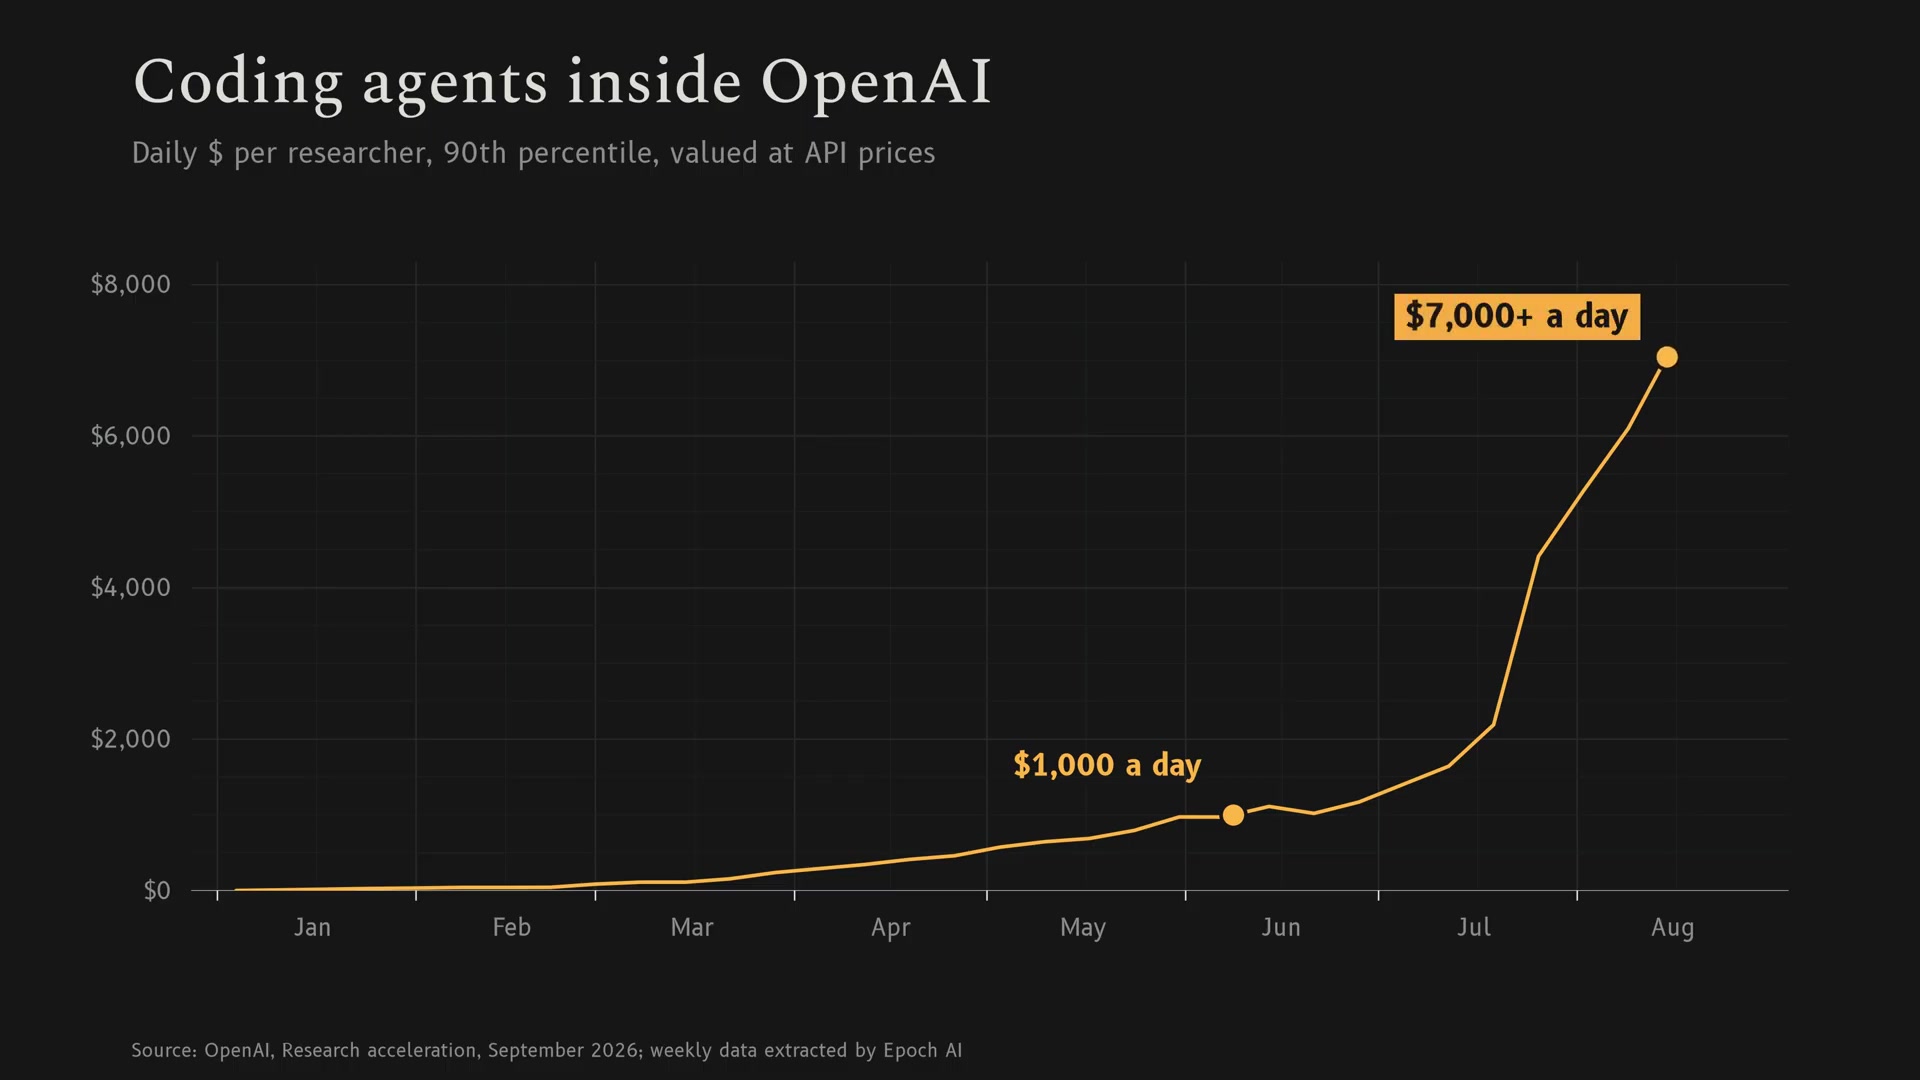 Coding agents inside OpenAI
Daily $ per researcher, 90th percentile, valued at API prices
$8,000
$7,000+ a day
$6,000
$4,000
$2,000
$1,000 a day
$0
Jan Feb Mar Apr May Jun Jul Aug
Source: OpenAI, Research acceleration, September 2026; weekly data extracted by Epoch AI